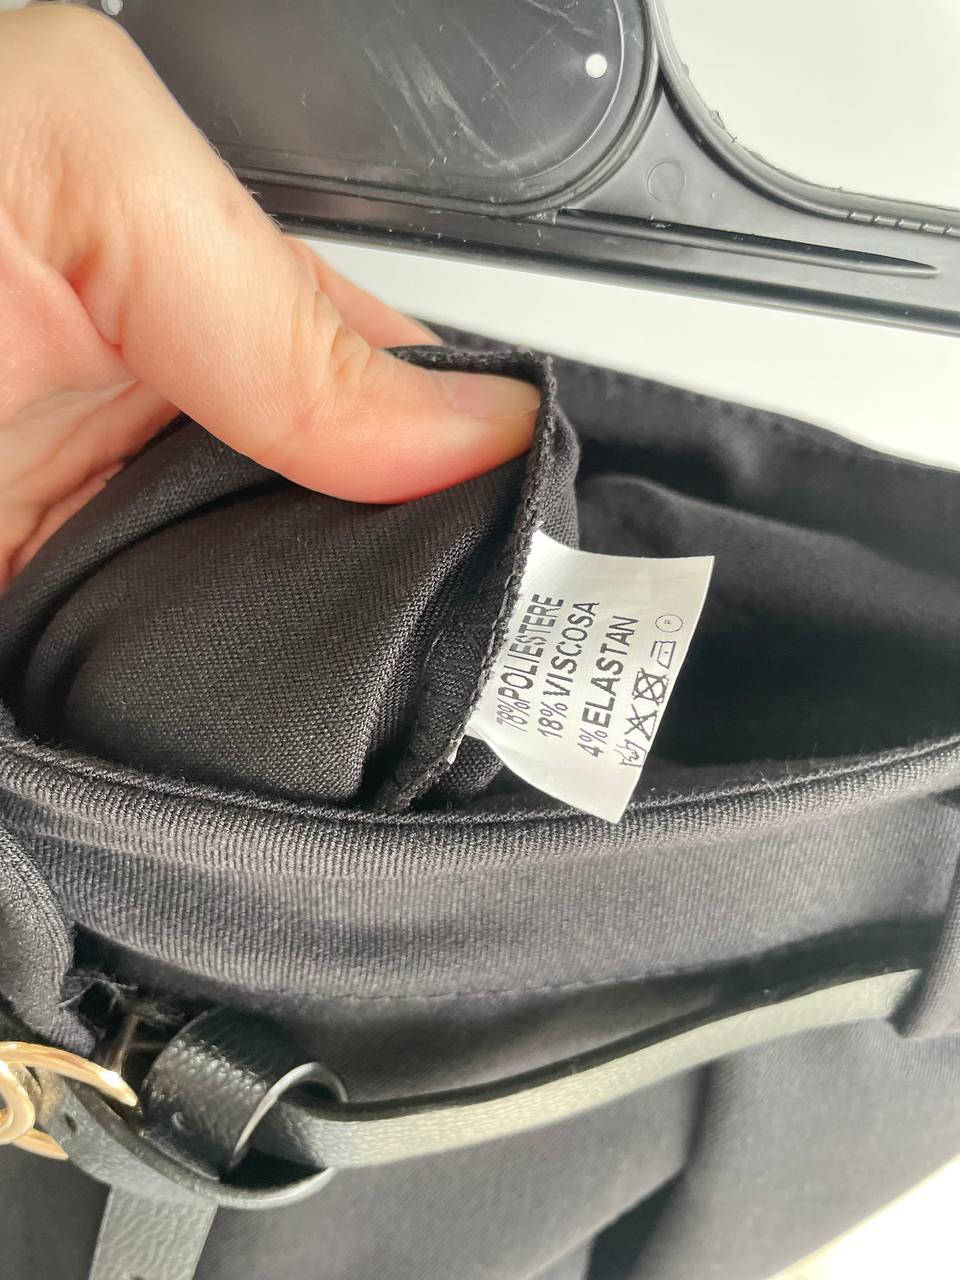 78%POLIESTERE
18%VISCOSA
4%ELASTAN
P